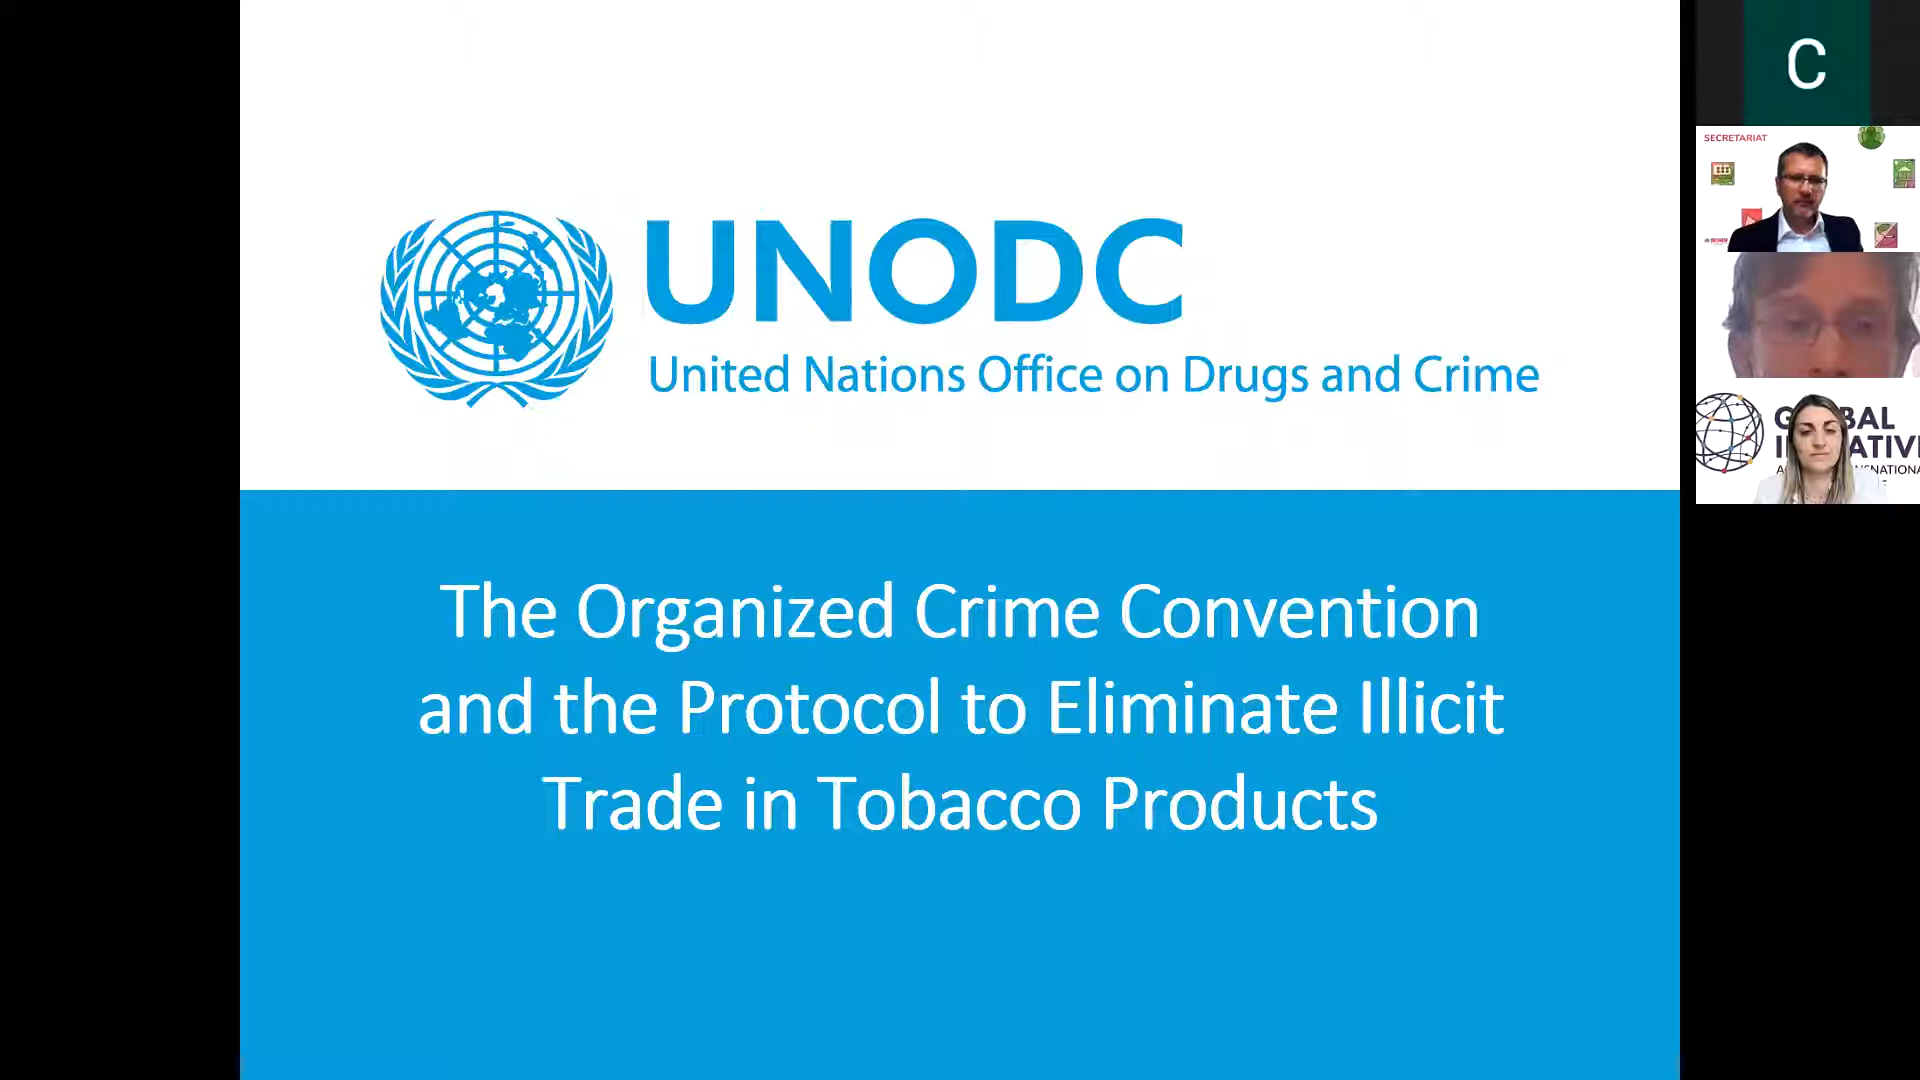 UNODC
United Nations Office on Drugs and Crime
The Organized Crime Convention
and the Protocol to Eliminate Illicit
Trade in Tobacco Products
C
SECRETARIAT